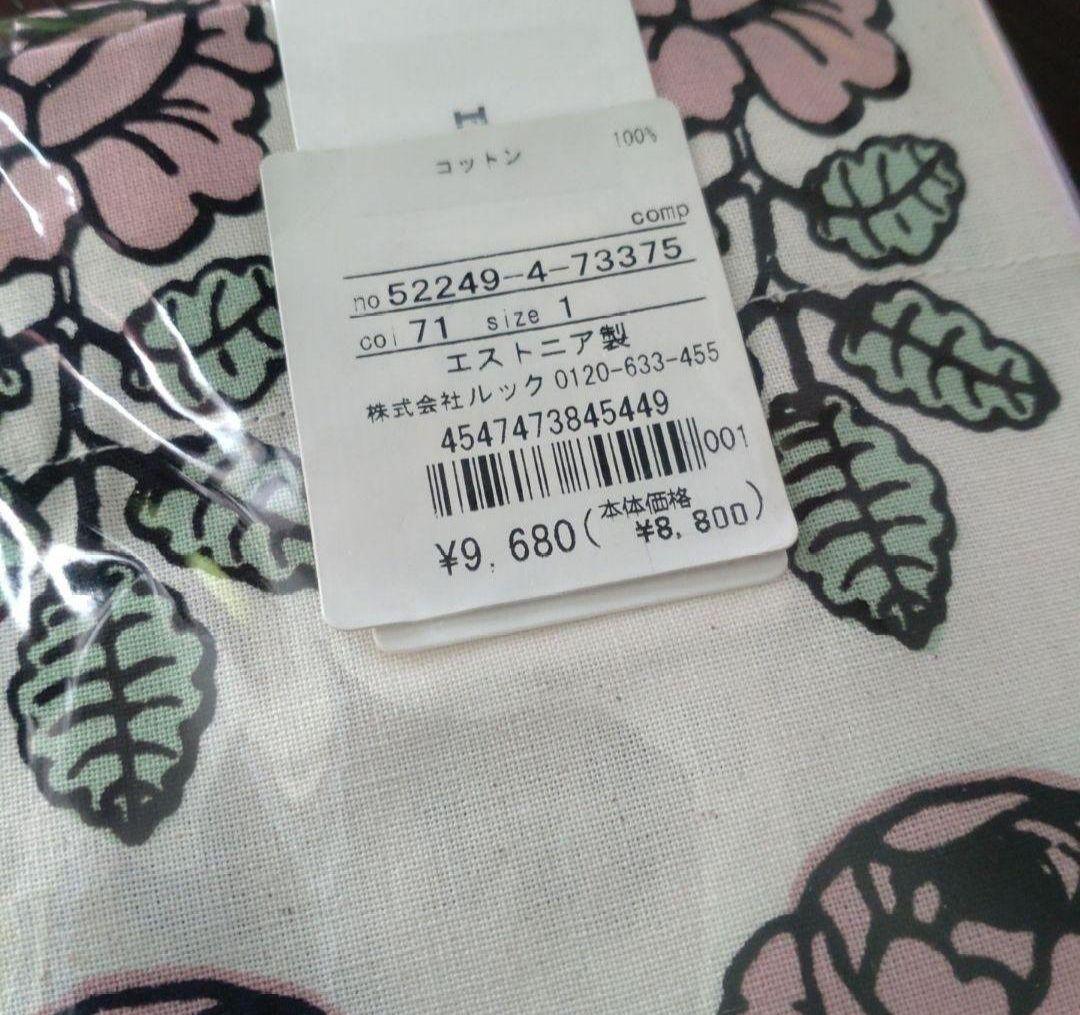 コットン 100%
comp
no 52249-4-73375
col 71 size 1
エストニア製
株式会社ルック 0120-633-455
4547473845449
001
¥9,680(本体価格 ¥8,800)